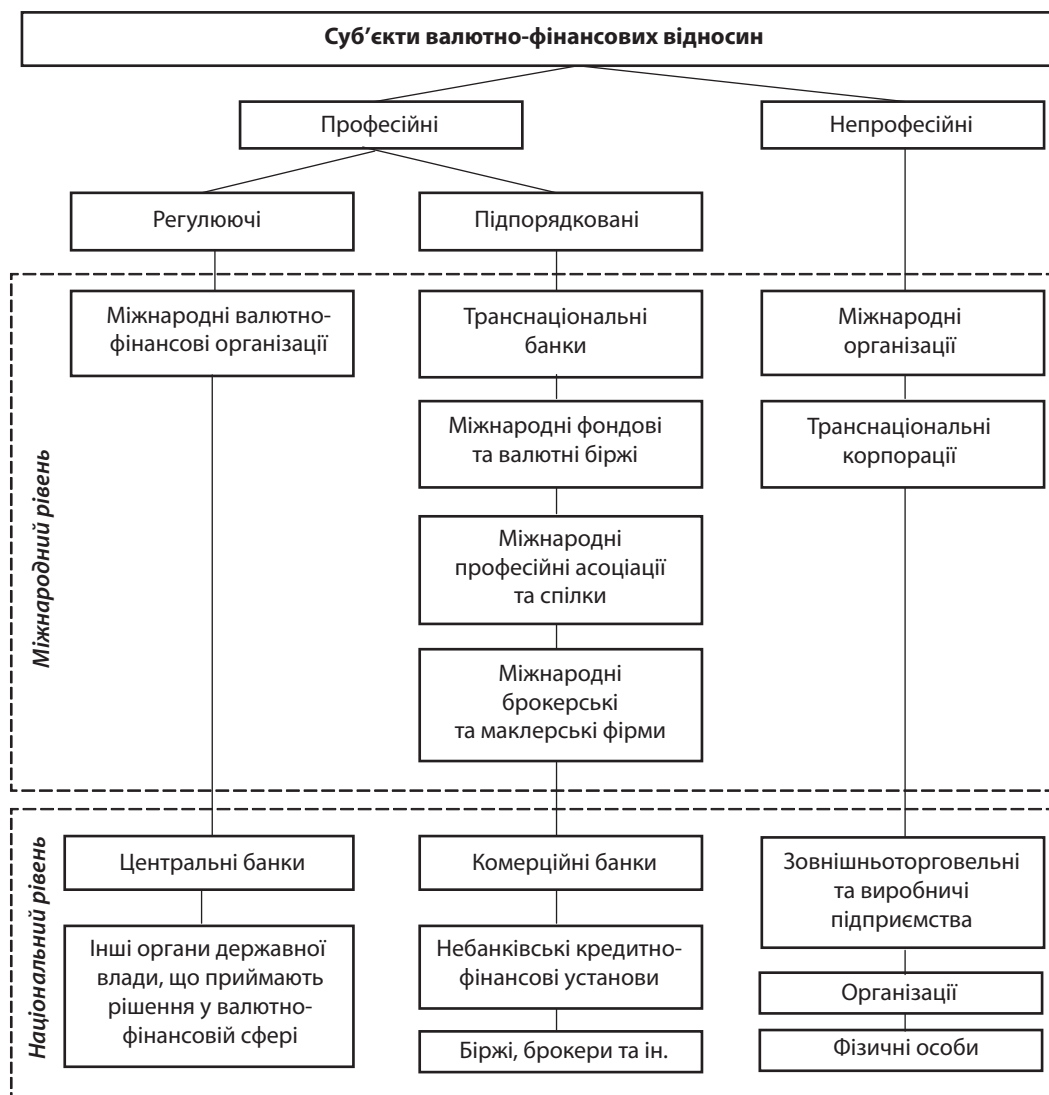 Суб’єкти валютно-фінансових відносин
Професійні
Непрофесійні
Регулюючі
Підпорядковані
Міжнародний рівень
Міжнародні валютно-
фінансові організації
Транснаціональні
банки
Міжнародні
організації
Міжнародні фондові
та валютні біржі
Транснаціональні
корпорації
Міжнародні
професійні асоціації
та спілки
Міжнародні
брокерські
та маклерські фірми
Національний рівень
Центральні банки
Комерційні банки
Зовнішньоторговельні
та виробничі
підприємства
Інші органи державної
влади, що приймають
рішення у валютно-
фінансовій сфері
Небанківські кредитно-
фінансові установи
Організації
Біржі, брокери та ін.
Фізичні особи